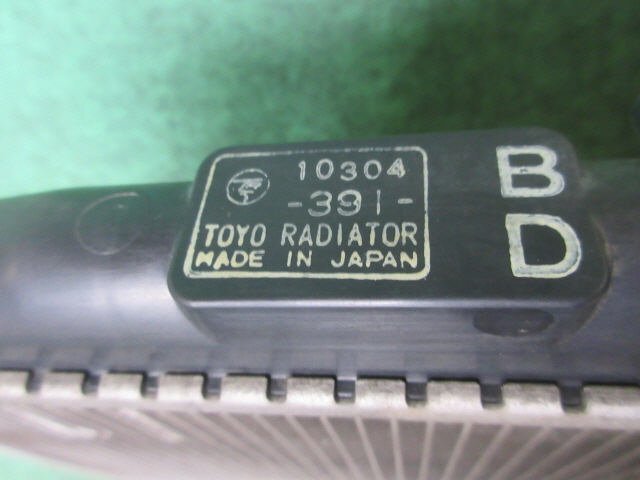 10304
-391-
TOYO RADIATOR
MADE IN JAPAN
B
D